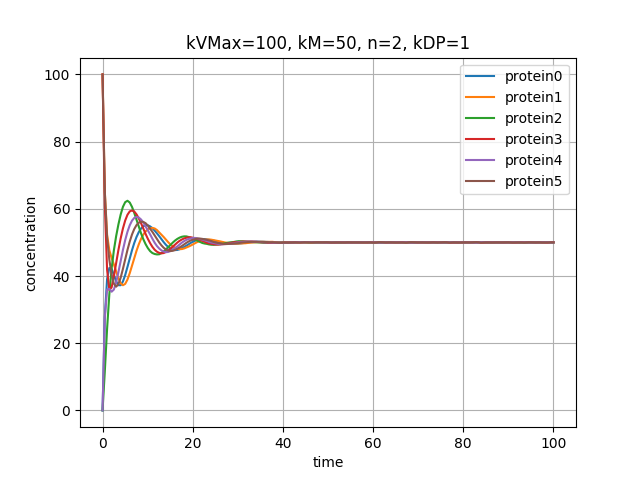 kVMax=100, kM=50, n=2, kDP=1
100
80
60
40
20
0
concentration
protein0
protein1
protein2
protein3
protein4
protein5
0 20 40 60 80 100
time